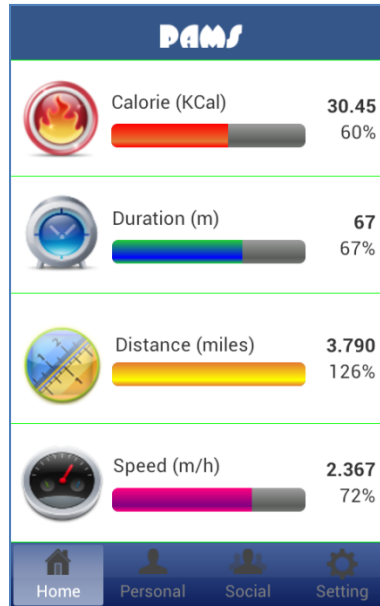 PAMS
Calorie (KCal)
30.45
60%
Duration (m)
67
67%
Distance (miles)
3.790
126%
Speed (m/h)
2.367
72%
Home Personal Social Setting